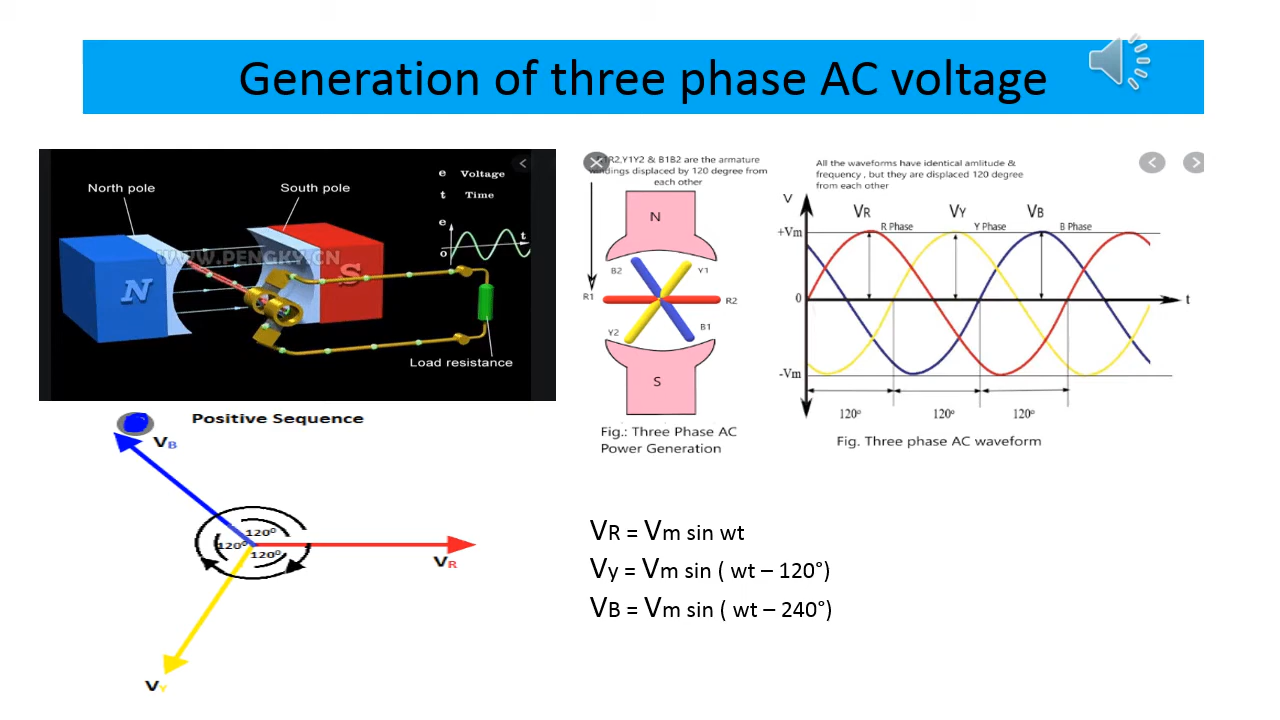 Generation of three phase AC voltage
North pole
South pole
e Voltage
t Time
e
t
o
WWW.PENGKY.CN
N
S
Load resistance
R1R2,Y1Y2 & B1B2 are the armature
windings displaced by 120 degree from
each other
N
B2
Y1
R1
R2
Y2
B1
S
Fig.: Three Phase AC
Power Generation
All the waveforms have identical amlitude &
frequency , but they are displaced 120 degree
from each other
V
VR
VY
VB
R Phase
Y Phase
B Phase
+Vm
0
t
-Vm
120°
120°
120°
Fig. Three phase AC waveform
Positive Sequence
VB
120°
120°
120°
VR
VY
VR = Vm sin wt
Vy = Vm sin ( wt – 120°)
VB = Vm sin ( wt – 240°)